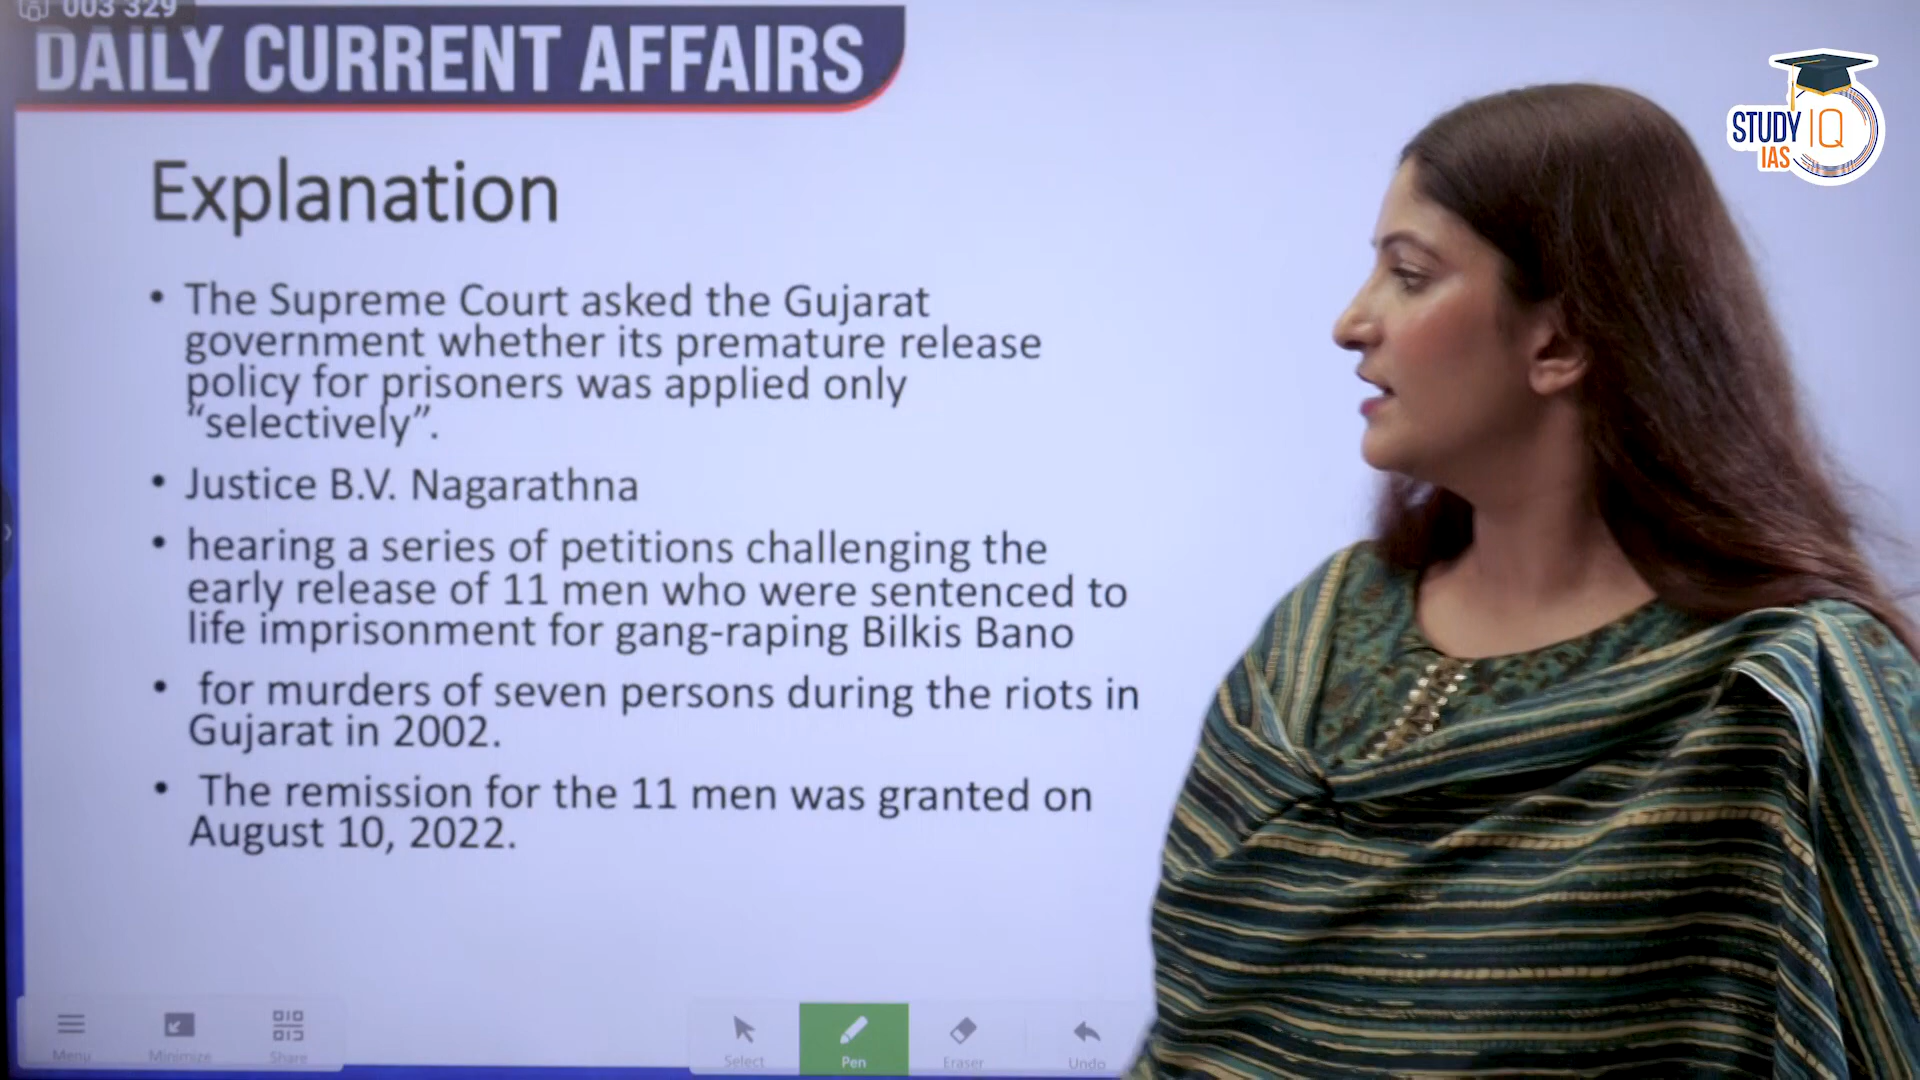 003 329
DAILY CURRENT AFFAIRS
STUDY IQ
IAS
Explanation
• The Supreme Court asked the Gujarat
government whether its premature release
policy for prisoners was applied only
“selectively”.
• Justice B.V. Nagarathna
• hearing a series of petitions challenging the
early release of 11 men who were sentenced to
life imprisonment for gang-raping Bilkis Bano
• for murders of seven persons during the riots in
Gujarat in 2002.
• The remission for the 11 men was granted on
August 10, 2022.
Menu Minimize Share Select Pen Eraser Undo